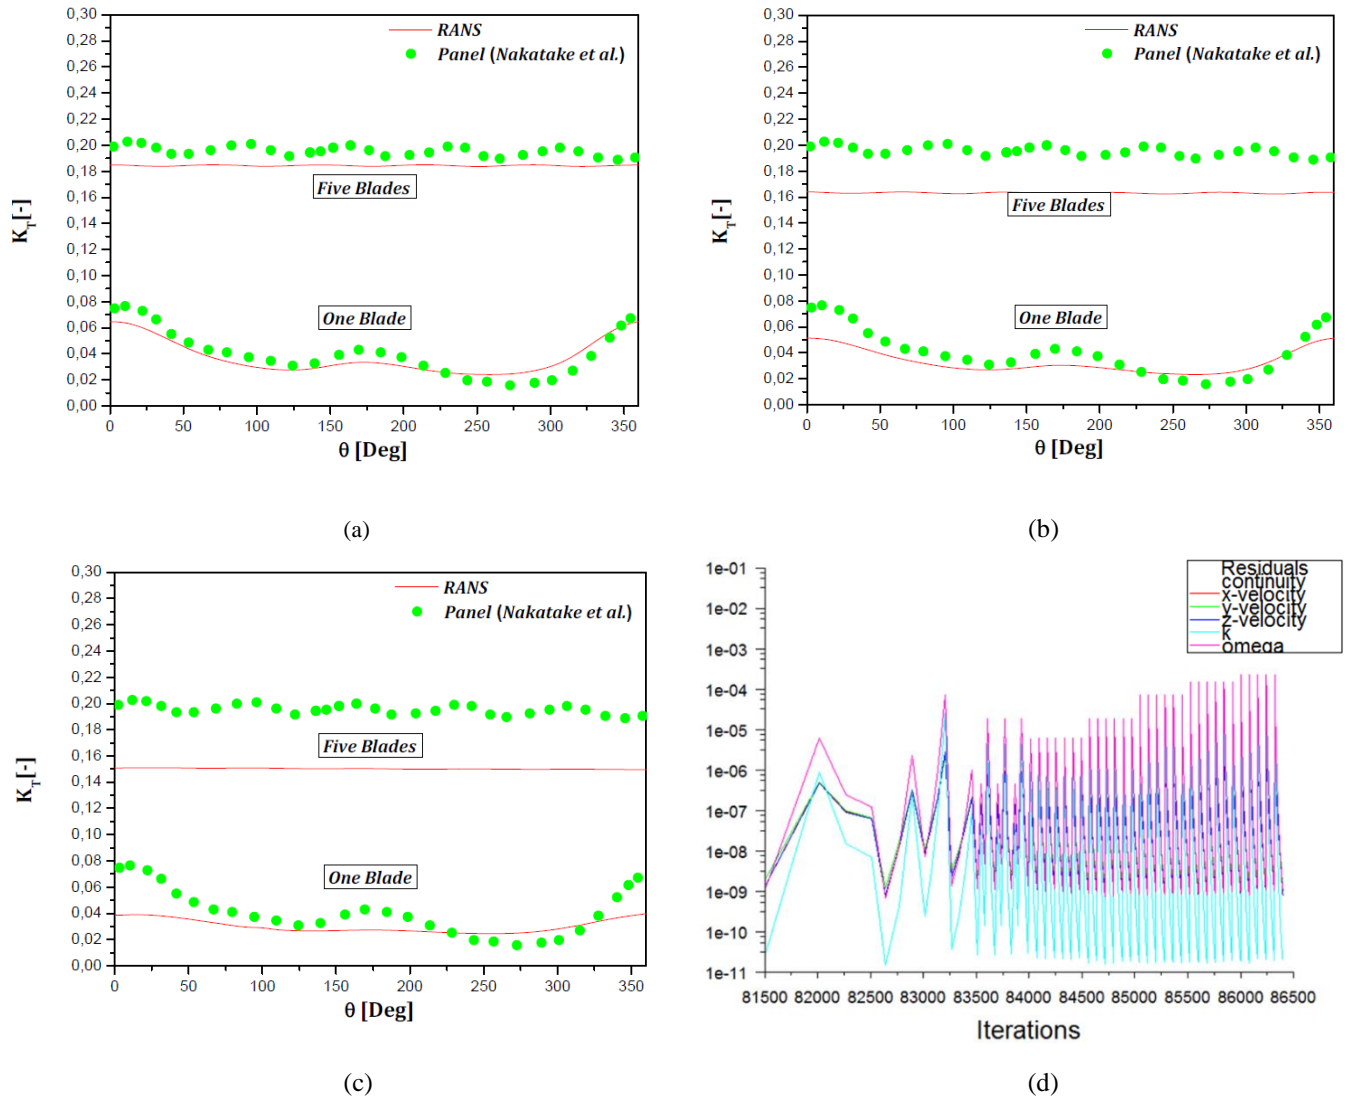 0,30
0,28
0,26
0,24
0,22
0,20
0,18
0,16
0,14
0,12
0,10
0,08
0,06
0,04
0,02
0,00
K_T[-]
RANS
Panel (Nakatake et al.)
Five Blades
One Blade
0 50 100 150 200 250 300 350
θ [Deg]
(a)
0,30
0,28
0,26
0,24
0,22
0,20
0,18
0,16
0,14
0,12
0,10
0,08
0,06
0,04
0,02
0,00
K_T[-]
RANS
Panel (Nakatake et al.)
Five Blades
One Blade
0 50 100 150 200 250 300 350
θ [Deg]
(b)
0,30
0,28
0,26
0,24
0,22
0,20
0,18
0,16
0,14
0,12
0,10
0,08
0,06
0,04
0,02
0,00
K_T[-]
RANS
Panel (Nakatake et al.)
Five Blades
One Blade
0 50 100 150 200 250 300 350
θ [Deg]
(c)
Residuals
continuity
x-velocity
y-velocity
z-velocity
k
omega
1e-01
1e-02
1e-03
1e-04
1e-05
1e-06
1e-07
1e-08
1e-09
1e-10
1e-11
81500 82000 82500 83000 83500 84000 84500 85000 85500 86000 86500
Iterations
(d)